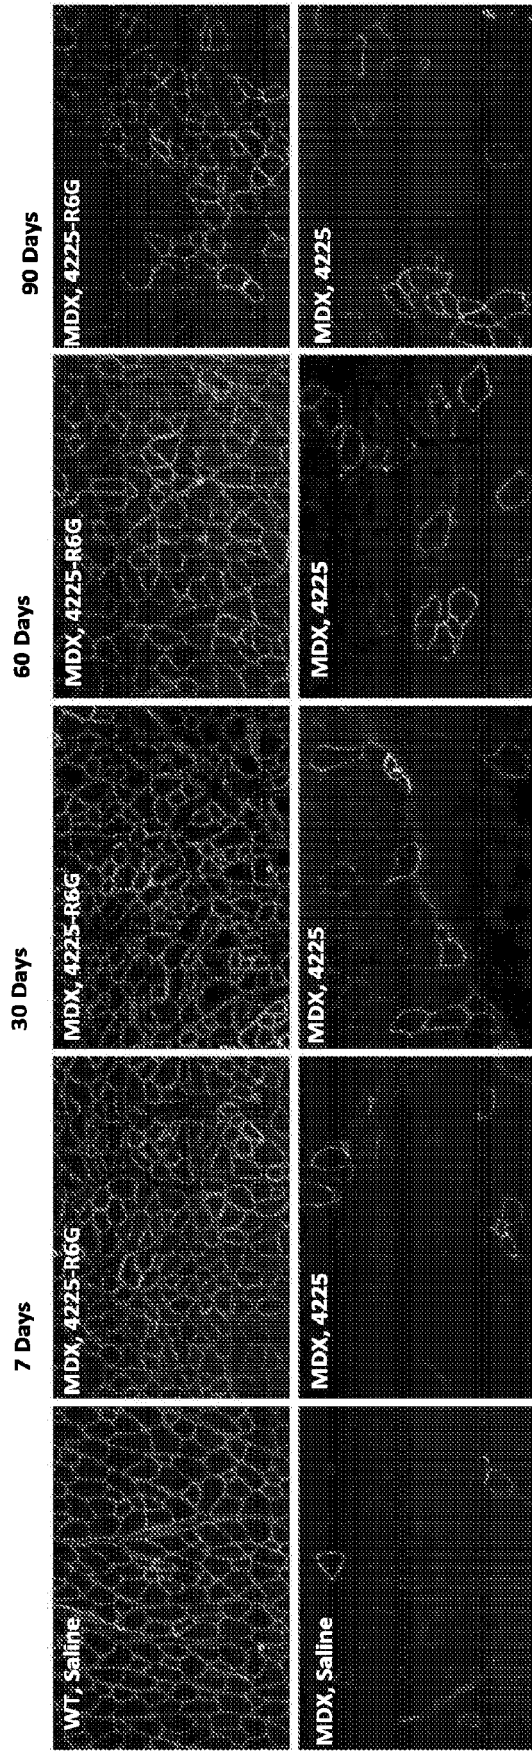 7 Days
30 Days
60 Days
90 Days
WT, Saline
MDX, 4225-R6G
MDX, 4225-R6G
MDX, 4225-R6G
MDX, 4225-R6G
MDX, Saline
MDX, 4225
MDX, 4225
MDX, 4225
MDX, 4225